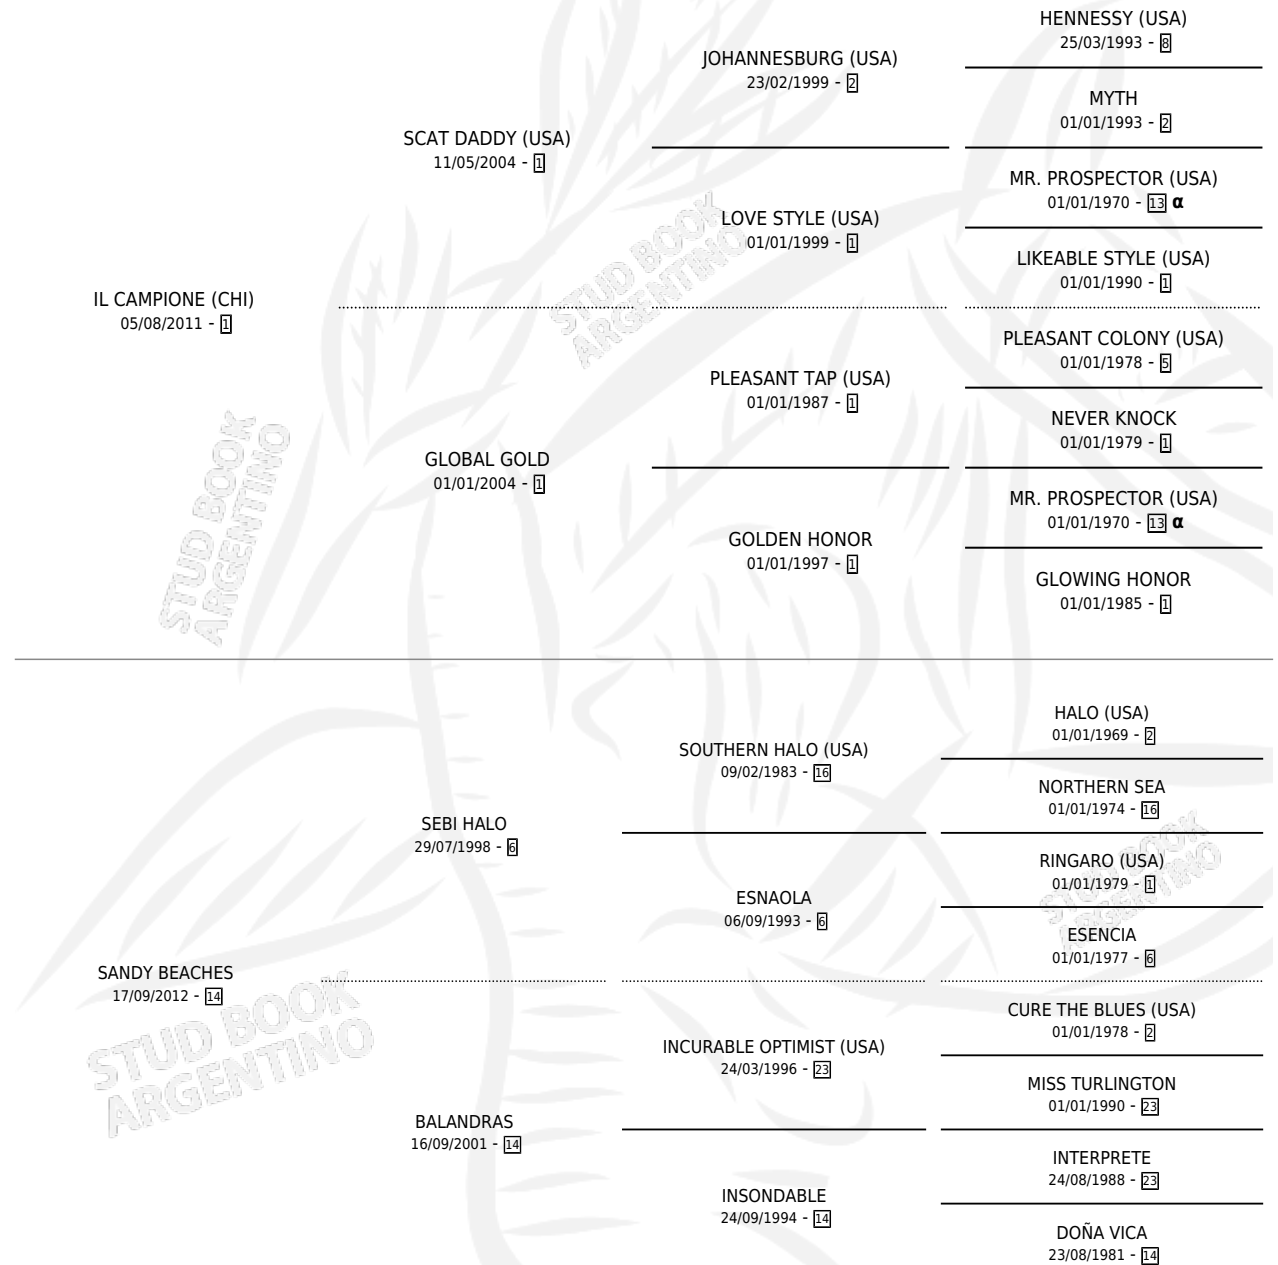 IL CAMPIONE (CHI)
05/08/2011 - 1
SCAT DADDY (USA)
11/05/2004 - 1
JOHANNESBURG (USA)
23/02/1999 - 2
HENNESSY (USA)
25/03/1993 - 8
MYTH
01/01/1993 - 2
LOVE STYLE (USA)
01/01/1999 - 1
MR. PROSPECTOR (USA)
01/01/1970 - 13 α
LIKEABLE STYLE (USA)
01/01/1990 - 1
GLOBAL GOLD
01/01/2004 - 1
PLEASANT TAP (USA)
01/01/1987 - 1
PLEASANT COLONY (USA)
01/01/1978 - 5
NEVER KNOCK
01/01/1979 - 1
GOLDEN HONOR
01/01/1997 - 1
MR. PROSPECTOR (USA)
01/01/1970 - 13 α
GLOWING HONOR
01/01/1985 - 1
SANDY BEACHES
17/09/2012 - 14
SEBI HALO
29/07/1998 - 6
SOUTHERN HALO (USA)
09/02/1983 - 16
HALO (USA)
01/01/1969 - 2
NORTHERN SEA
01/01/1974 - 16
ESNAOLA
06/09/1993 - 6
RINGARO (USA)
01/01/1979 - 1
ESENCIA
01/01/1977 - 6
BALANDRAS
16/09/2001 - 14
INCURABLE OPTIMIST (USA)
24/03/1996 - 23
CURE THE BLUES (USA)
01/01/1978 - 2
MISS TURLINGTON
01/01/1990 - 23
INSONDABLE
24/09/1994 - 14
INTERPRETE
24/08/1988 - 23
DOÑA VICA
23/08/1981 - 14
STUD BOOK
ARGENTINO
STUD BOOK
ARGENTINO
STUD BOOK
ARGENTINO
STUD BOOK
ARGENTINO